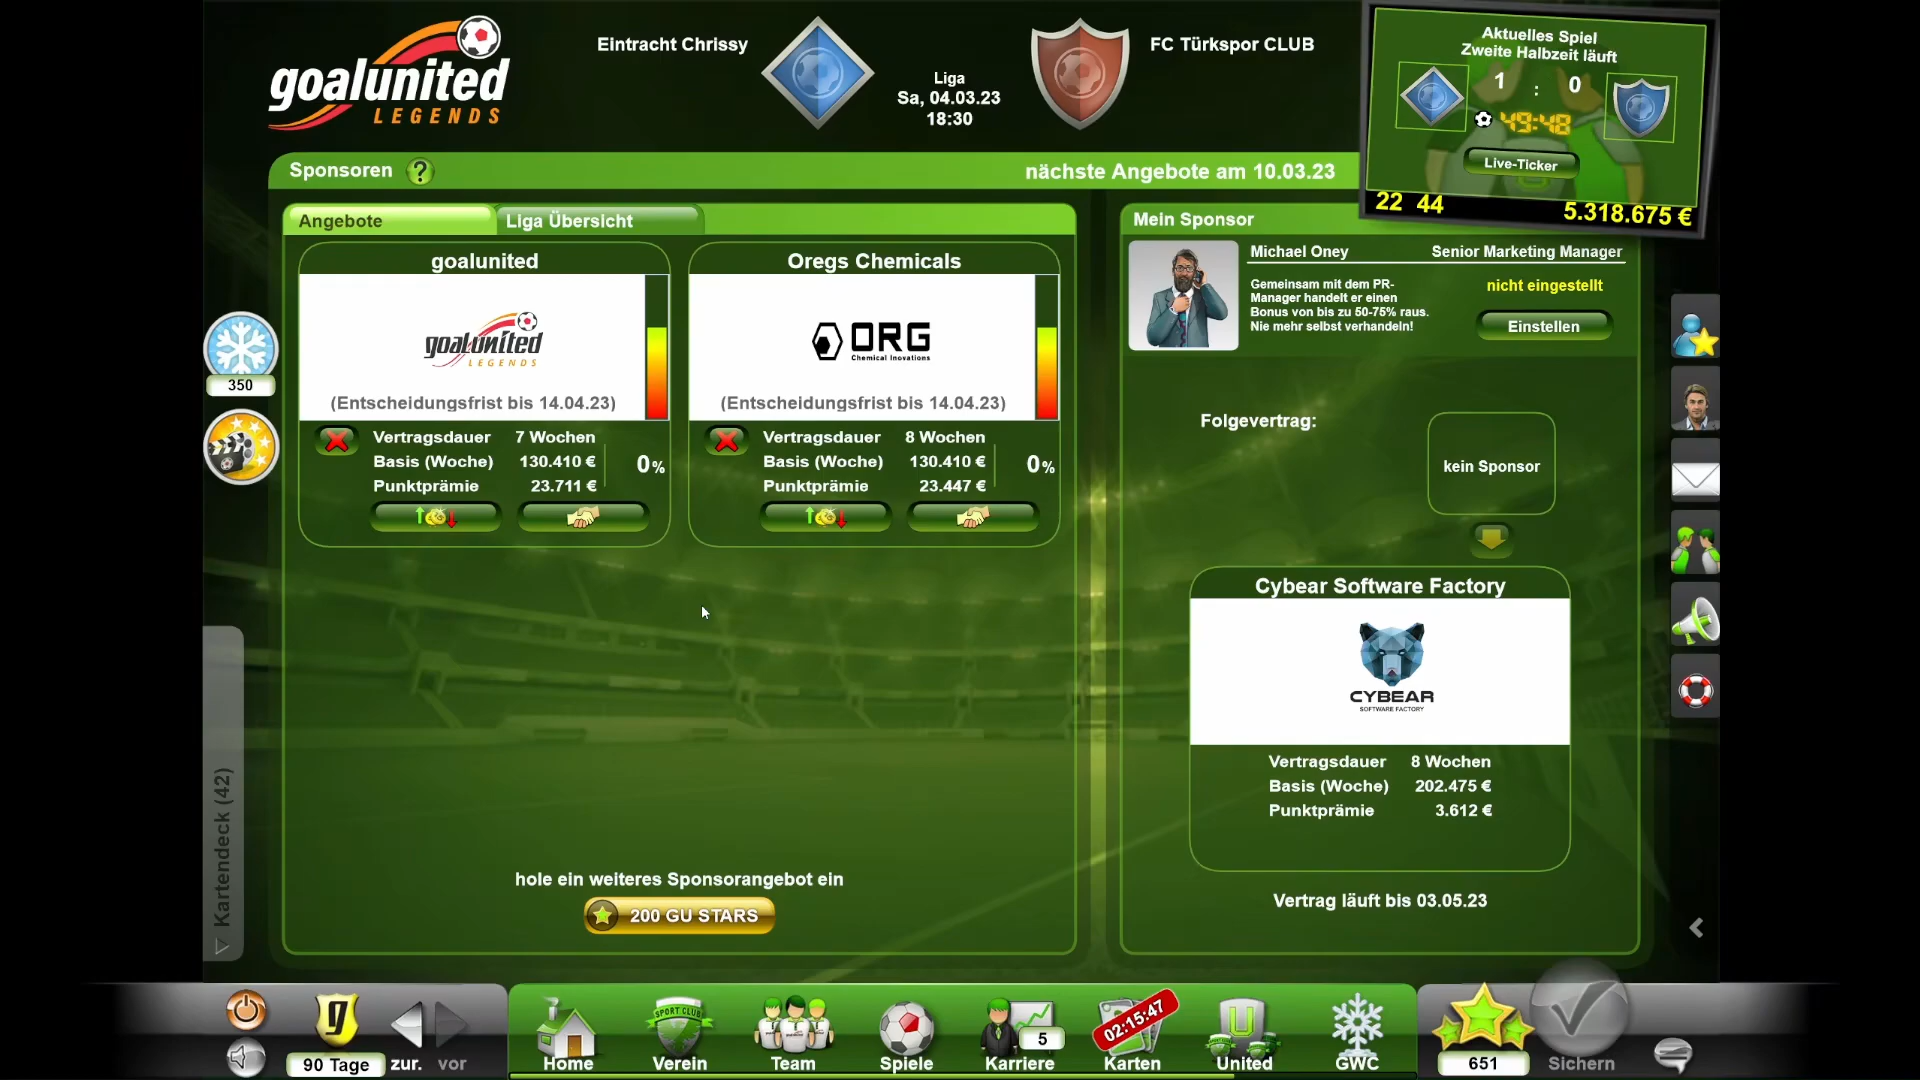 goalunited
LEGENDS
Eintracht Chrissy
Liga
Sa, 04.03.23
18:30
FC Türkspor CLUB
Aktuelles Spiel
Zweite Halbzeit läuft
1 : 0
49:48
Live-Ticker
22 44
5.318.675 €
Sponsoren ?
nächste Angebote am 10.03.23
Angebote
Liga Übersicht
goalunited
goalunited
LEGENDS
(Entscheidungsfrist bis 14.04.23)
Vertragsdauer 7 Wochen
Basis (Woche) 130.410 €
Punktprämie 23.711 €
0%
Oregs Chemicals
ORG
Chemical Inovations
(Entscheidungsfrist bis 14.04.23)
Vertragsdauer 8 Wochen
Basis (Woche) 130.410 €
Punktprämie 23.447 €
0%
hole ein weiteres Sponsorangebot ein
200 GU STARS
Mein Sponsor
Michael Oney
Senior Marketing Manager
Gemeinsam mit dem PR-
Manager handelt er einen
Bonus von bis zu 50-75% raus.
Nie mehr selbst verhandeln!
nicht eingestellt
Einstellen
Folgevertrag:
kein Sponsor
Cybear Software Factory
CYBEAR
SOFTWARE FACTORY
Vertragsdauer 8 Wochen
Basis (Woche) 202.475 €
Punktprämie 3.612 €
Vertrag läuft bis 03.05.23
350
Kartendeck (42)
g
90 Tage
zur.
vor
Home
SPORT CLUB
Verein
Team
Spiele
5
Karriere
02:15:47
Karten
U
United
GWC
651
Sichern